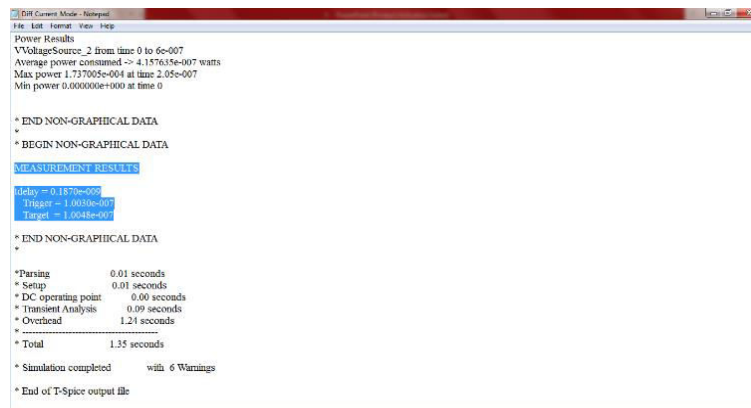 Diff Current Mode - Notepad
File Edit Format View Help
Power Results
VVoltageSource_2 from time 0 to 6e-007
Average power consumed -> 4.157635e-007 watts
Max power 1.737005e-004 at time 2.05e-007
Min power 0.000000e+000 at time 0
* END NON-GRAPHICAL DATA
*
* BEGIN NON-GRAPHICAL DATA
MEASUREMENT RESULTS
tdelay = 0.1870e-009
Trigger = 1.0030e-007
Target = 1.0048e-007
* END NON-GRAPHICAL DATA
*
*Parsing 0.01 seconds
* Setup 0.01 seconds
* DC operating point 0.00 seconds
* Transient Analysis 0.09 seconds
* Overhead 1.24 seconds
* -----------------------------------------
* Total 1.35 seconds
* Simulation completed with 6 Warnings
* End of T-Spice output file